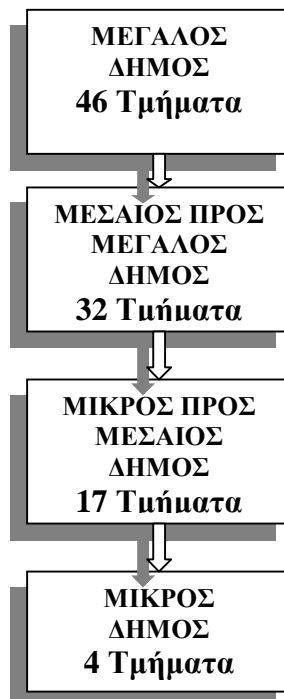 ΜΕΓΑΛΟΣ
ΔΗΜΟΣ
46 Τμήματα
ΜΕΣΑΙΟΣ ΠΡΟΣ
ΜΕΓΑΛΟΣ
ΔΗΜΟΣ
32 Τμήματα
ΜΙΚΡΟΣ ΠΡΟΣ
ΜΕΣΑΙΟΣ
ΔΗΜΟΣ
17 Τμήματα
ΜΙΚΡΟΣ
ΔΗΜΟΣ
4 Τμήματα